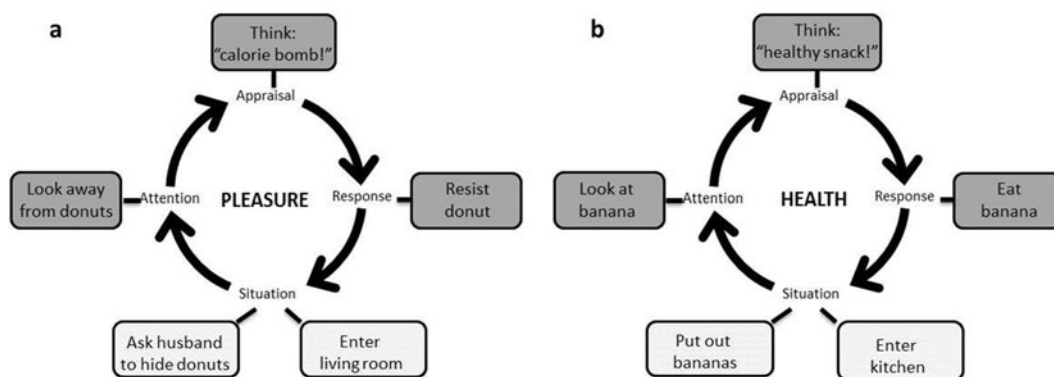 a
Think:
“calorie bomb!”
Appraisal
Look away
from donuts
Attention
PLEASURE
Response
Resist
donut
Situation
Ask husband
to hide donuts
Enter
living room
b
Think:
“healthy snack!”
Appraisal
Look at
banana
Attention
HEALTH
Response
Eat
banana
Situation
Put out
bananas
Enter
kitchen